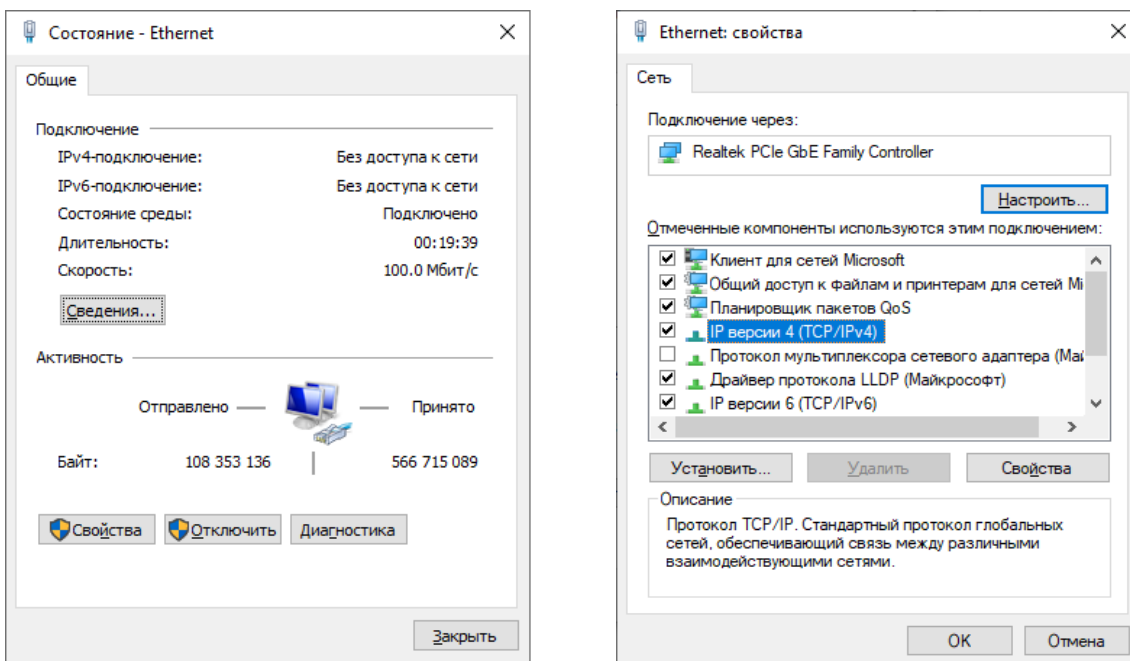 Состояние - Ethernet
Общие
Подключение
IPv4-подключение: Без доступа к сети
IPv6-подключение: Без доступа к сети
Состояние среды: Подключено
Длительность: 00:19:39
Скорость: 100.0 Мбит/с
Сведения...
Активность
Отправлено — — Принято
Байт: 108 353 136 566 715 089
Свойства Отключить Диагностика
Закрыть
Ethernet: свойства
Сеть
Подключение через:
Realtek PCIe GbE Family Controller
Настроить...
Отмеченные компоненты используются этим подключением:
Клиент для сетей Microsoft
Общий доступ к файлам и принтерам для сетей Mi
Планировщик пакетов QoS
IP версии 4 (TCP/IPv4)
Протокол мультиплексора сетевого адаптера (Май
Драйвер протокола LLDP (Майкрософт)
IP версии 6 (TCP/IPv6)
Установить... Удалить Свойства
Описание
Протокол TCP/IP. Стандартный протокол глобальных
сетей, обеспечивающий связь между различными
взаимодействующими сетями.
OK Отмена